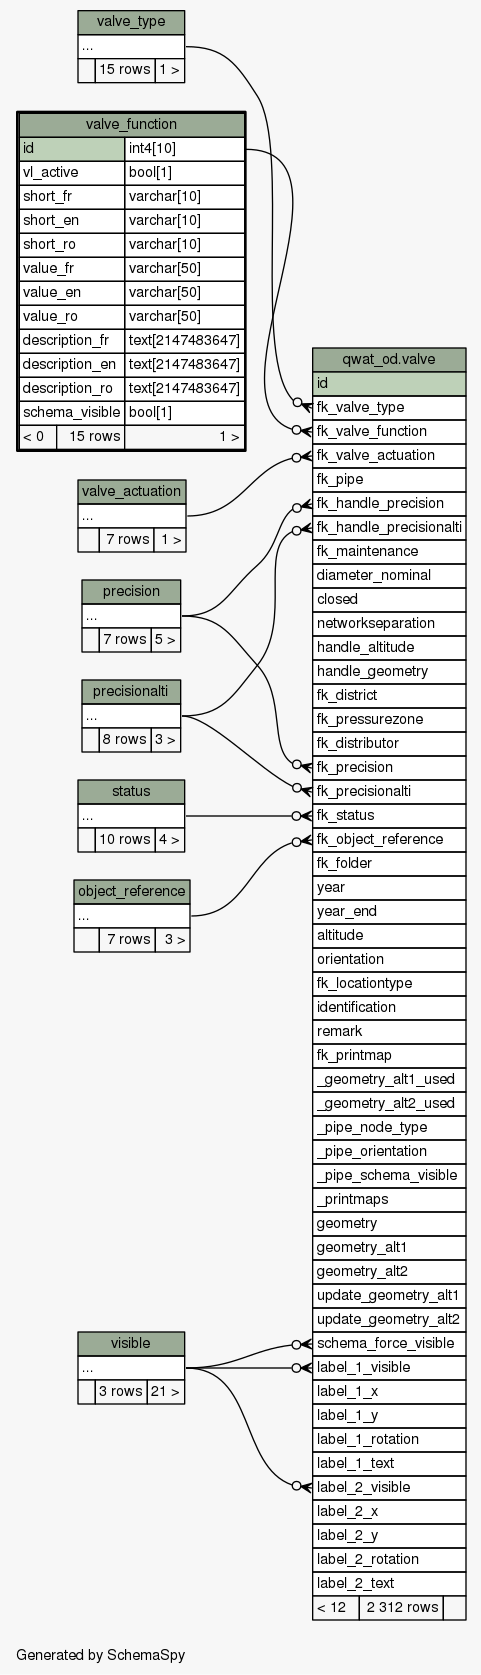 valve_type
...
15 rows 1 >
valve_function
id int4[10]
vl_active bool[1]
short_fr varchar[10]
short_en varchar[10]
short_ro varchar[10]
value_fr varchar[50]
value_en varchar[50]
value_ro varchar[50]
description_fr text[2147483647]
description_en text[2147483647]
description_ro text[2147483647]
schema_visible bool[1]
< 0 15 rows 1 >
valve_actuation
...
7 rows 1 >
precision
...
7 rows 5 >
precisionalti
...
8 rows 3 >
status
...
10 rows 4 >
object_reference
...
7 rows 3 >
visible
...
3 rows 21 >
qwat_od.valve
id
fk_valve_type
fk_valve_function
fk_valve_actuation
fk_pipe
fk_handle_precision
fk_handle_precisionalti
fk_maintenance
diameter_nominal
closed
networkseparation
handle_altitude
handle_geometry
fk_district
fk_pressurezone
fk_distributor
fk_precision
fk_precisionalti
fk_status
fk_object_reference
fk_folder
year
year_end
altitude
orientation
fk_locationtype
identification
remark
fk_printmap
_geometry_alt1_used
_geometry_alt2_used
_pipe_node_type
_pipe_orientation
_pipe_schema_visible
_printmaps
geometry
geometry_alt1
geometry_alt2
update_geometry_alt1
update_geometry_alt2
schema_force_visible
label_1_visible
label_1_x
label_1_y
label_1_rotation
label_1_text
label_2_visible
label_2_x
label_2_y
label_2_rotation
label_2_text
< 12 2 312 rows
Generated by SchemaSpy